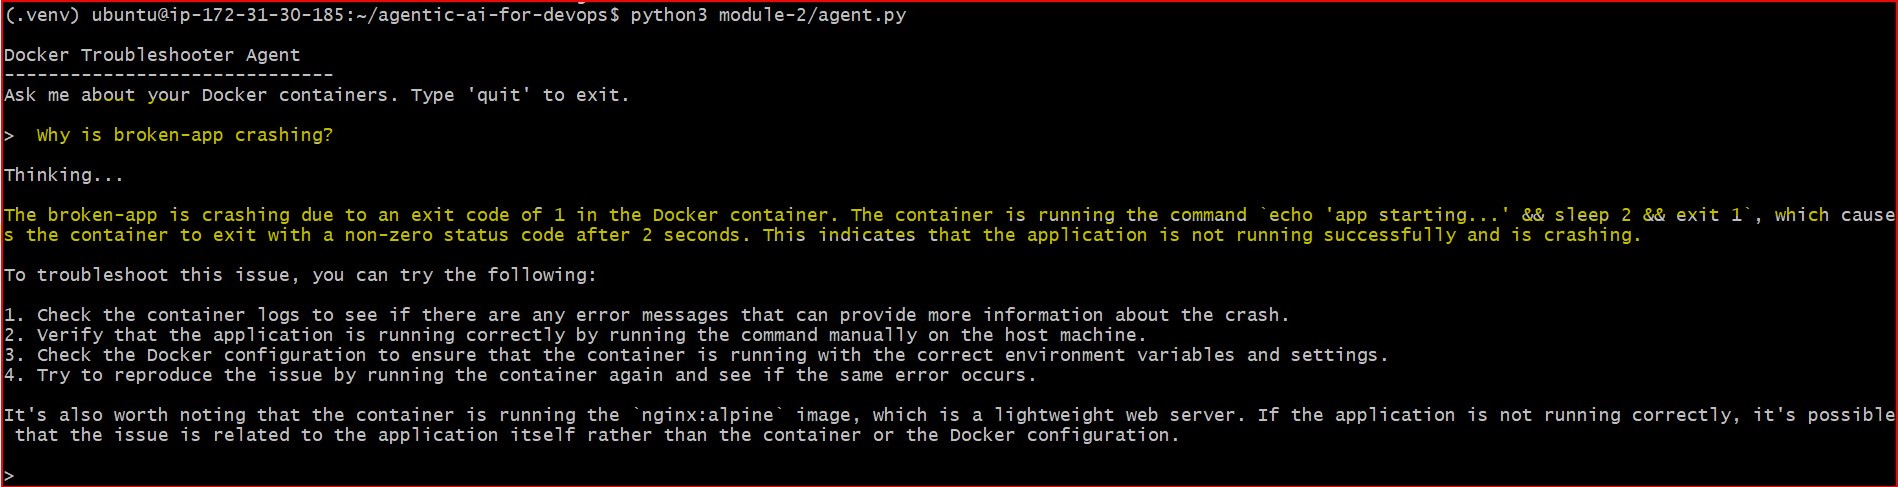 (.venv) ubuntu@ip-172-31-30-185:~/agentic-ai-for-devops$ python3 module-2/agent.py
Docker Troubleshooter Agent
------------------------------
Ask me about your Docker containers. Type 'quit' to exit.
>  Why is broken-app crashing?
Thinking...
The broken-app is crashing due to an exit code of 1 in the Docker container. The container is running the command `echo 'app starting...' && sleep 2 && exit 1`, which cause
s the container to exit with a non-zero status code after 2 seconds. This indicates that the application is not running successfully and is crashing.
To troubleshoot this issue, you can try the following:
1. Check the container logs to see if there are any error messages that can provide more information about the crash.
2. Verify that the application is running correctly by running the command manually on the host machine.
3. Check the Docker configuration to ensure that the container is running with the correct environment variables and settings.
4. Try to reproduce the issue by running the container again and see if the same error occurs.
It's also worth noting that the container is running the `nginx:alpine` image, which is a lightweight web server. If the application is not running correctly, it's possible
 that the issue is related to the application itself rather than the container or the Docker configuration.
>